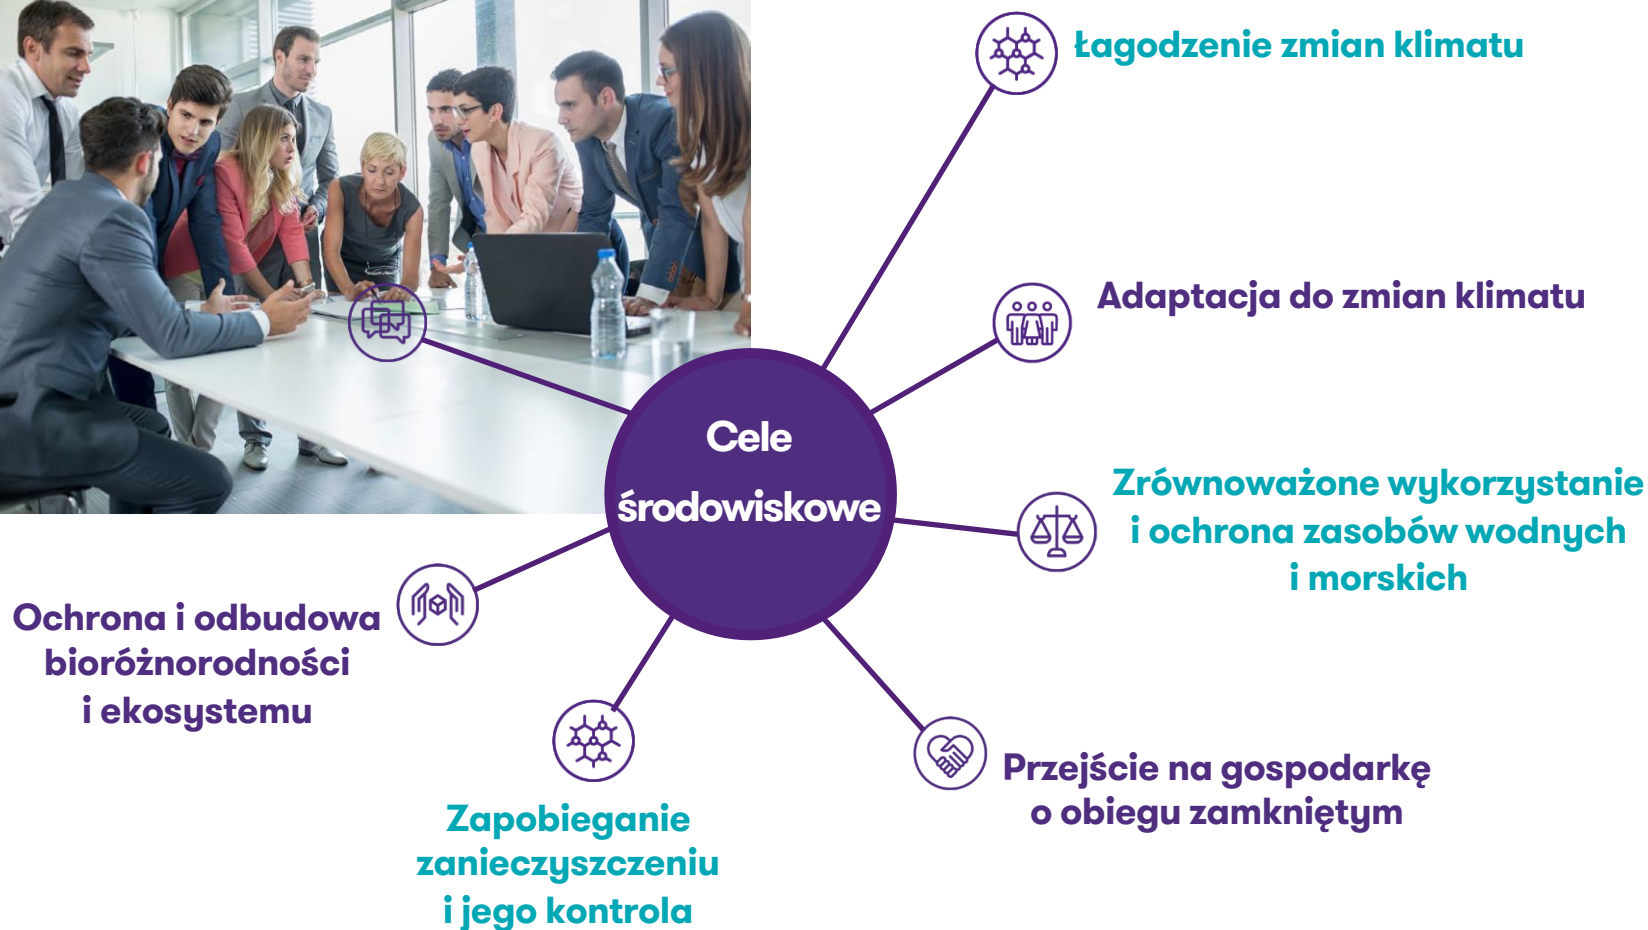 Łagodzenie zmian klimatu
Adaptacja do zmian klimatu
Cele
środowiskowe
Zrównoważone wykorzystanie
i ochrona zasobów wodnych
i morskich
Ochrona i odbudowa
bioróżnorodności
i ekosystemu
Przejście na gospodarkę
o obiegu zamkniętym
Zapobieganie
zanieczyszczeniu
i jego kontrola